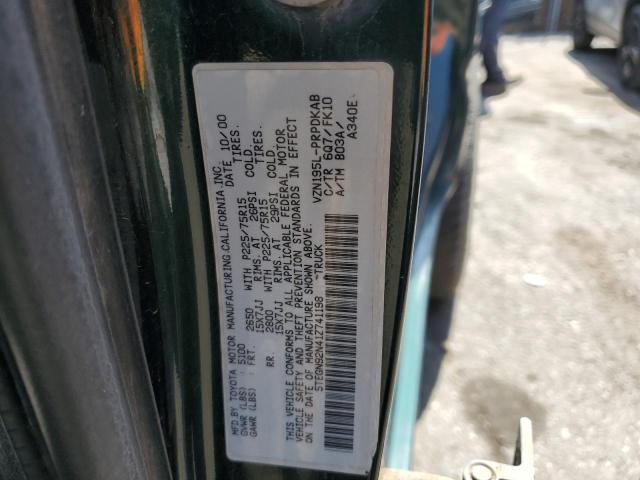 MFD BY TOYOTA MOTOR MANUFACTURING CALIFORNIA, INC.
GVWR (LBS) : 5100 DATE 10/00
GAWR (LBS) : FRT. 2650 WITH P225/75R15 TIRES.
15X7JJ RIMS. AT 26PSI COLD.
RR. 2800 WITH P225/75R15 TIRES.
15X7JJ RIMS. AT 29PSI COLD.
THIS VEHICLE CONFORMS TO ALL APPLICABLE FEDERAL MOTOR
VEHICLE SAFETY AND THEFT PREVENTION STANDARDS IN EFFECT
ON THE DATE OF MANUFACTURE SHOWN ABOVE.
5TEGN92N41Z741198 *TRUCK
VZN195L-PRPDKAB
C/TR 6Q7/FK10
A/TM B03A/
A340E